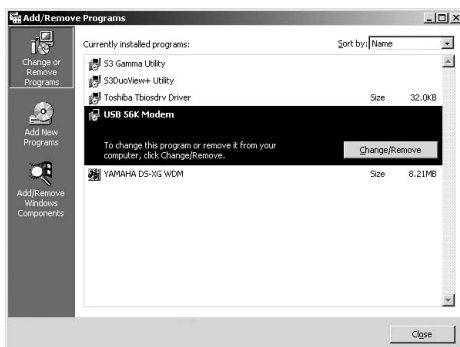 Add/Remove Programs
Change or
Remove
Programs
Add New
Programs
Add/Remove
Windows
Components
Currently installed programs:
Sort by: Name
S3 Gamma Utility
S3DuoView+ Utility
Toshiba Tbiosdrv Driver Size 32.0KB
USB 56K Modem
To change this program or remove it from your
computer, click Change/Remove.
Change/Remove
YAMAHA DS-XG WDM Size 8.21MB
Close